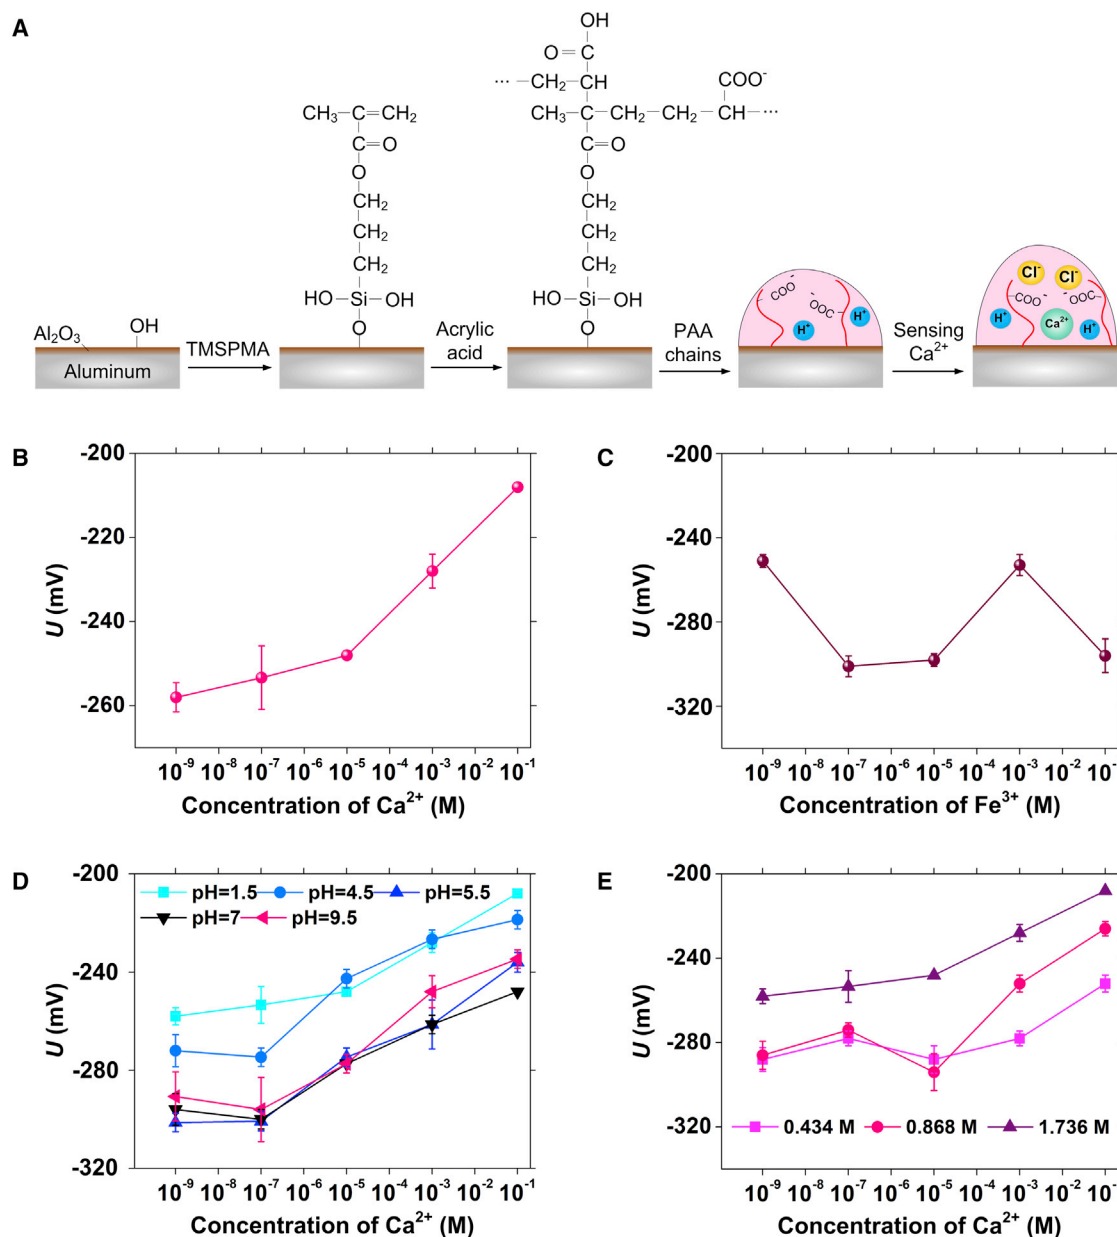 A
OH
O=C
COO⁻
··· —CH₂—CH
CH₃—C=CH₂
CH₃—C—CH₂—CH₂—CH—···
C=O
C=O
O
O
CH₂
CH₂
CH₂
CH₂
CH₂
CH₂
HO—Si—OH
HO—Si—OH
O
O
Al₂O₃
OH
Aluminum
TMSPMA
Acrylic
acid
PAA
chains
Sensing
Ca²⁺
COO⁻
⁻OOC
H⁺
H⁺
Cl⁻
Cl⁻
COO⁻
⁻OOC
H⁺
Ca²⁺
H⁺
B
U (mV)
-200
-220
-240
-260
10⁻⁹ 10⁻⁸ 10⁻⁷ 10⁻⁶ 10⁻⁵ 10⁻⁴ 10⁻³ 10⁻² 10⁻¹
Concentration of Ca²⁺ (M)
C
U (mV)
-200
-240
-280
-320
10⁻⁹ 10⁻⁸ 10⁻⁷ 10⁻⁶ 10⁻⁵ 10⁻⁴ 10⁻³ 10⁻² 10⁻
Concentration of Fe³⁺ (M)
D
U (mV)
-200
-240
-280
-320
pH=1.5 pH=4.5 pH=5.5
pH=7 pH=9.5
10⁻⁹ 10⁻⁸ 10⁻⁷ 10⁻⁶ 10⁻⁵ 10⁻⁴ 10⁻³ 10⁻² 10⁻¹
Concentration of Ca²⁺ (M)
E
U (mV)
-200
-240
-280
-320
0.434 M 0.868 M 1.736 M
10⁻⁹ 10⁻⁸ 10⁻⁷ 10⁻⁶ 10⁻⁵ 10⁻⁴ 10⁻³ 10⁻² 10⁻
Concentration of Ca²⁺ (M)